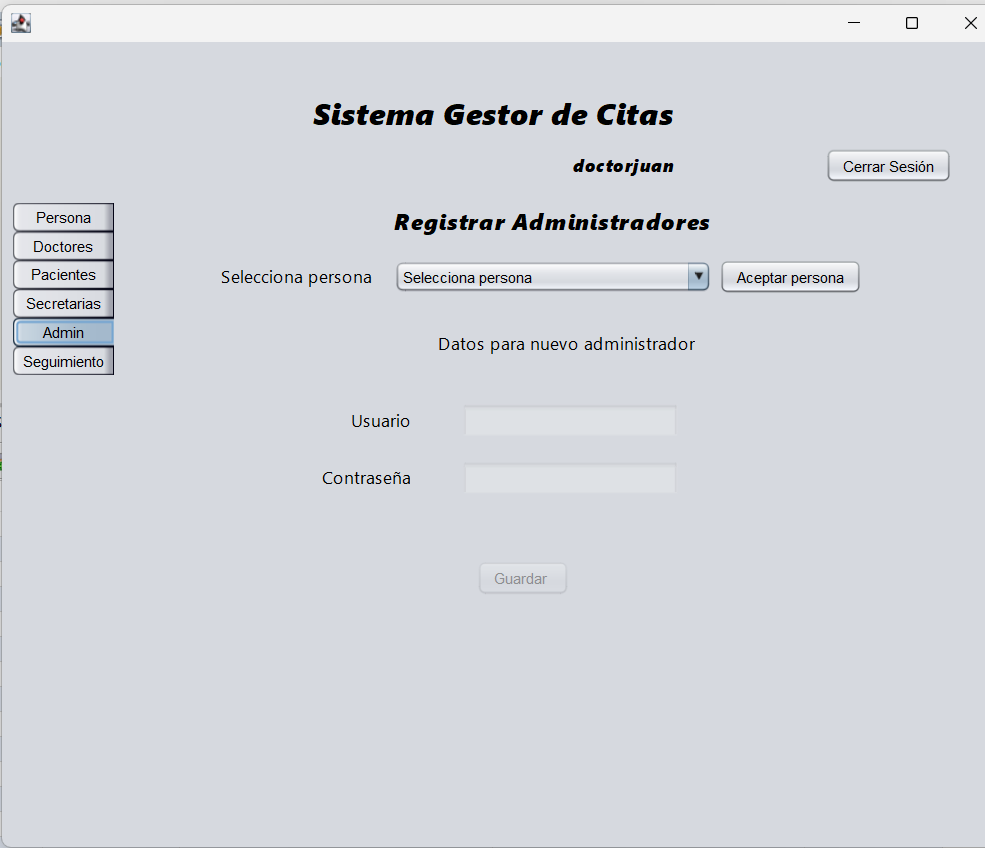 Sistema Gestor de Citas
doctorjuan
Cerrar Sesión
Persona
Doctores
Pacientes
Secretarias
Admin
Seguimiento
Registrar Administradores
Selecciona persona
Selecciona persona
Aceptar persona
Datos para nuevo administrador
Usuario
Contraseña
Guardar